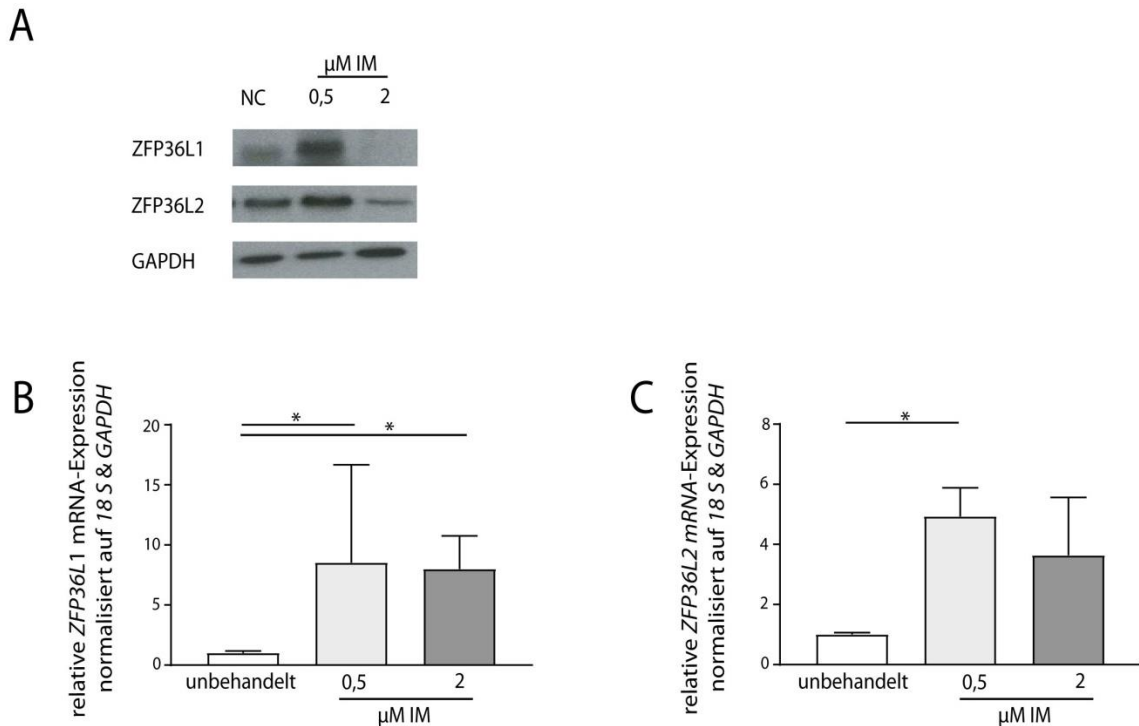 A
µM IM
NC 0,5 2
ZFP36L1
ZFP36L2
GAPDH
B
relative ZFP36L1 mRNA-Expression
normalisiert auf 18 S & GAPDH
20
15
10
5
0
* 
*
unbehandelt 0,5 2
µM IM
C
relative ZFP36L2 mRNA-Expression
normalisiert auf 18 S & GAPDH
8
6
4
2
0
*
unbehandelt 0,5 2
µM IM